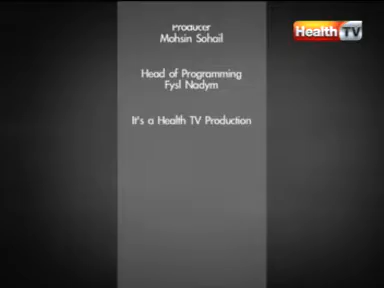 Producer
Mohsin Sohail
Health TV
Head of Programming
Fysl Nadym
It's a Health TV Production